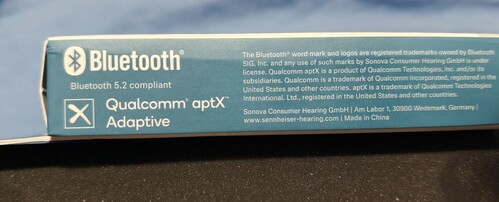 Bluetooth®
Bluetooth 5.2 compliant
Qualcomm® aptX™
Adaptive
The Bluetooth® word mark and logos are registered trademarks owned by Bluetooth
SIG, Inc. and any use of such marks by Sonova Consumer Hearing GmbH is under
license. Qualcomm aptX is a product of Qualcomm Technologies, Inc. and/or its
subsidiaries. Qualcomm is a trademark of Qualcomm Incorporated, registered in the
United States and other countries. aptX is a trademark of Qualcomm Technologies
International. Ltd., registered in the United States and other countries.
Sonova Consumer Hearing GmbH | Am Labor 1, 30900 Wedemark, Germany |
www.sennheiser-hearing.com | Made in China